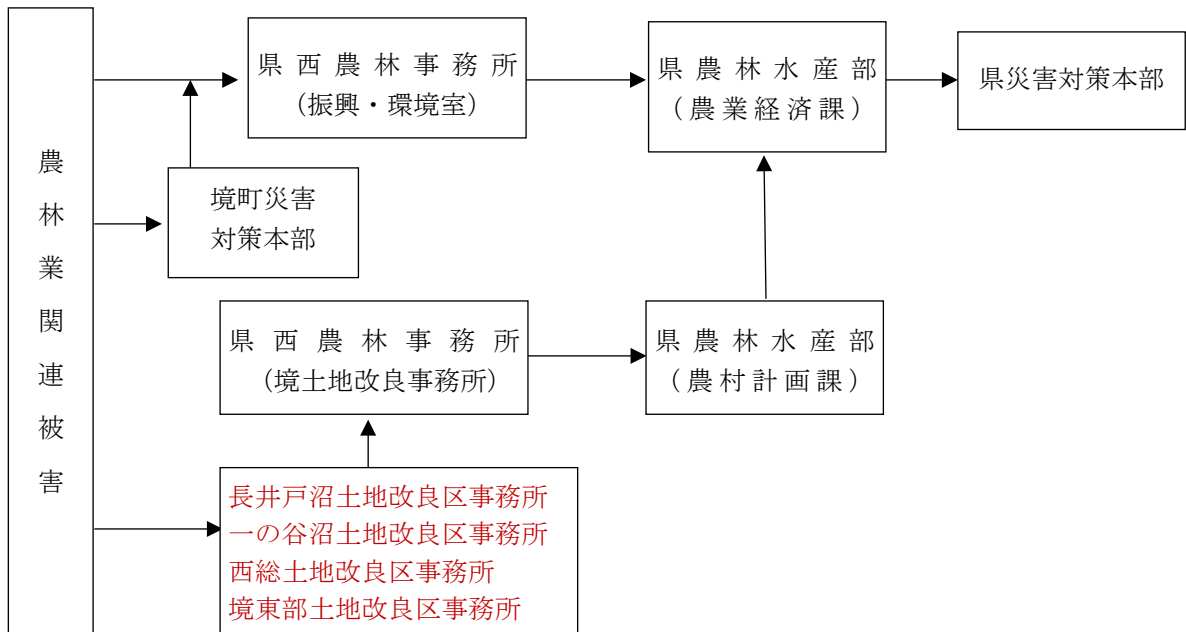 農林業関連被害
県西農林事務所
（振興・環境室）
県農林水産部
（農業経済課）
県災害対策本部
境町災害
対策本部
県西農林事務所
（境土地改良事務所）
県農林水産部
（農村計画課）
長井戸沼土地改良区事務所
一の谷沼土地改良区事務所
西総土地改良区事務所
境東部土地改良区事務所